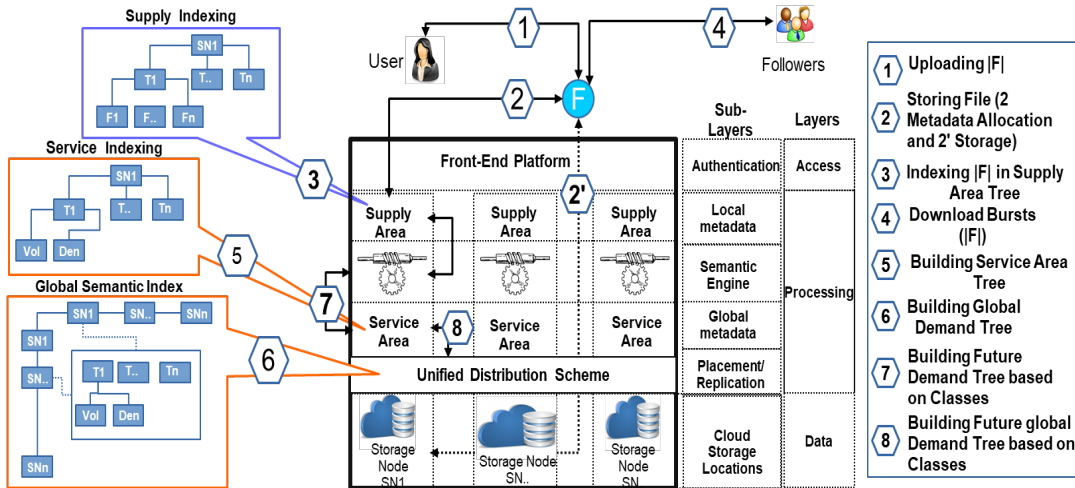 Supply Indexing
SN1
T1
T..
Tn
F1
F..
Fn
Service Indexing
SN1
T1
T..
Tn
Vol
Den
Global Semantic Index
SN1
SN..
SNn
SN1
SN..
SNn
T1
T..
Tn
Vol
Den
3
5
6
User
1
4
Followers
F
2
2'
7
8
Front-End Platform
Supply
Area
Supply
Area
Supply
Area
Service
Area
Service
Area
Service
Area
Unified Distribution Scheme
Storage Node
SN1
Storage Node
SN..
Storage
Node
SN
Sub-
Layers
Layers
Authentication
Access
Local
metadata
Semantic
Engine
Processing
Global
metadata
Placement/
Replication
Cloud
Storage
Locations
Data
1 Uploading |F|
2 Storing File (2
Metadata Allocation
and 2' Storage)
3 Indexing |F| in Supply
Area Tree
4 Download Bursts
(|F|)
5 Building Service Area
Tree
6 Building Global
Demand Tree
7 Building Future
Demand Tree based
on Classes
8 Building Future global
Demand Tree based on
Classes